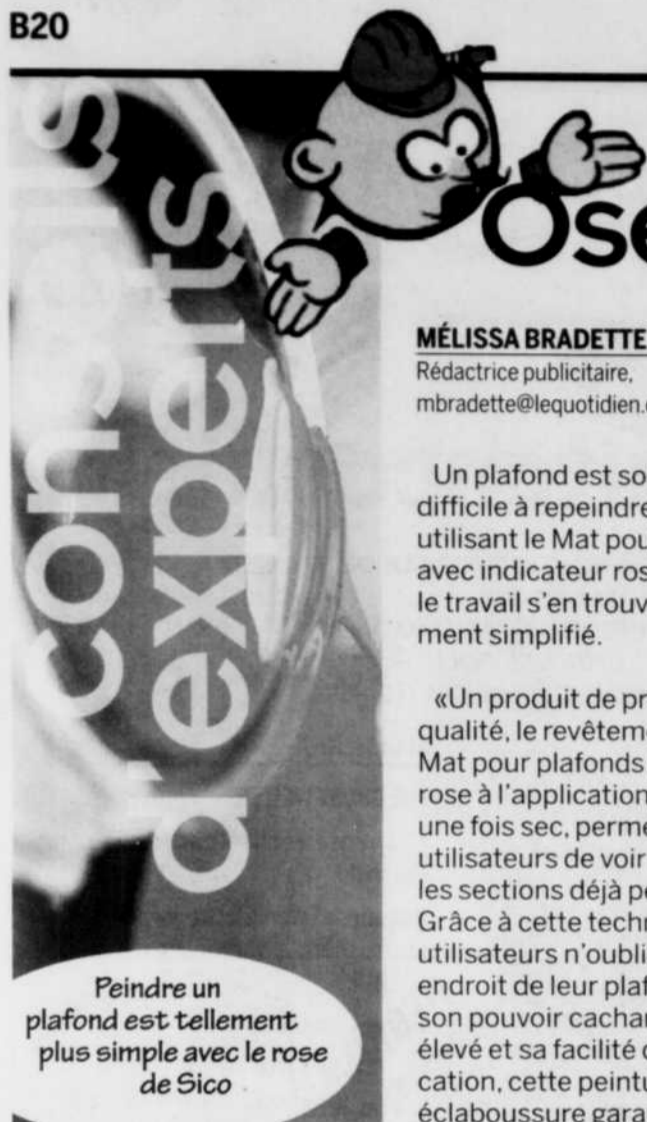 B20
conseils
d'experts
Ose
MÉLISSA BRADETTE
Rédactrice publicitaire,
mbradette@lequotidien.
Un plafond est so
difficile à repeindre
utilisant le Mat pou
avec indicateur ros
le travail s'en trouv
ment simplifié.
«Un produit de pr
qualité, le revêtem
Mat pour plafonds
rose à l'application
une fois sec, perme
utilisateurs de voir
les sections déjà pe
Grâce à cette techn
utilisateurs n'oubli
endroit de leur plaf
son pouvoir cachan
élevé et sa facilité d
cation, cette peintu
éclaboussure gara
Peindre un
plafond est tellement
plus simple avec le rose
de Sico